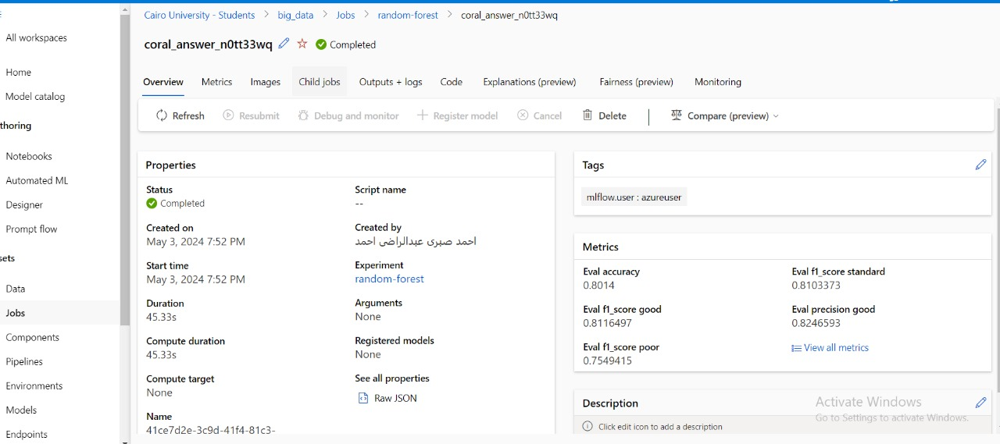 Cairo University - Students > big_data > Jobs > random-forest > coral_answer_n0tt33wq
All workspaces
Home
Model catalog
thoring
Notebooks
Automated ML
Designer
Prompt flow
sets
Data
Jobs
Components
Pipelines
Environments
Models
Endpoints
coral_answer_n0tt33wq Completed
Overview Metrics Images Child jobs Outputs + logs Code Explanations (preview) Fairness (preview) Monitoring
Refresh Resubmit Debug and monitor Register model Cancel Delete Compare (preview)
Properties
Status
Completed
Created on
May 3, 2024 7:52 PM
Start time
May 3, 2024 7:52 PM
Duration
45.33s
Compute duration
45.33s
Compute target
None
Name
41ce7d2e-3c9d-41f4-81c3-
Script name
--
Created by
احمد صبرى عبدالراضى احمد
Experiment
random-forest
Arguments
None
Registered models
None
See all properties
Raw JSON
Tags
mlflow.user : azureuser
Metrics
Eval accuracy
0.8014
Eval f1_score good
0.8116497
Eval f1_score poor
0.7549415
Eval f1_score standard
0.8103373
Eval precision good
0.8246593
View all metrics
Description
Click edit icon to add a description
Activate Windows
Go to Settings to activate Windows.